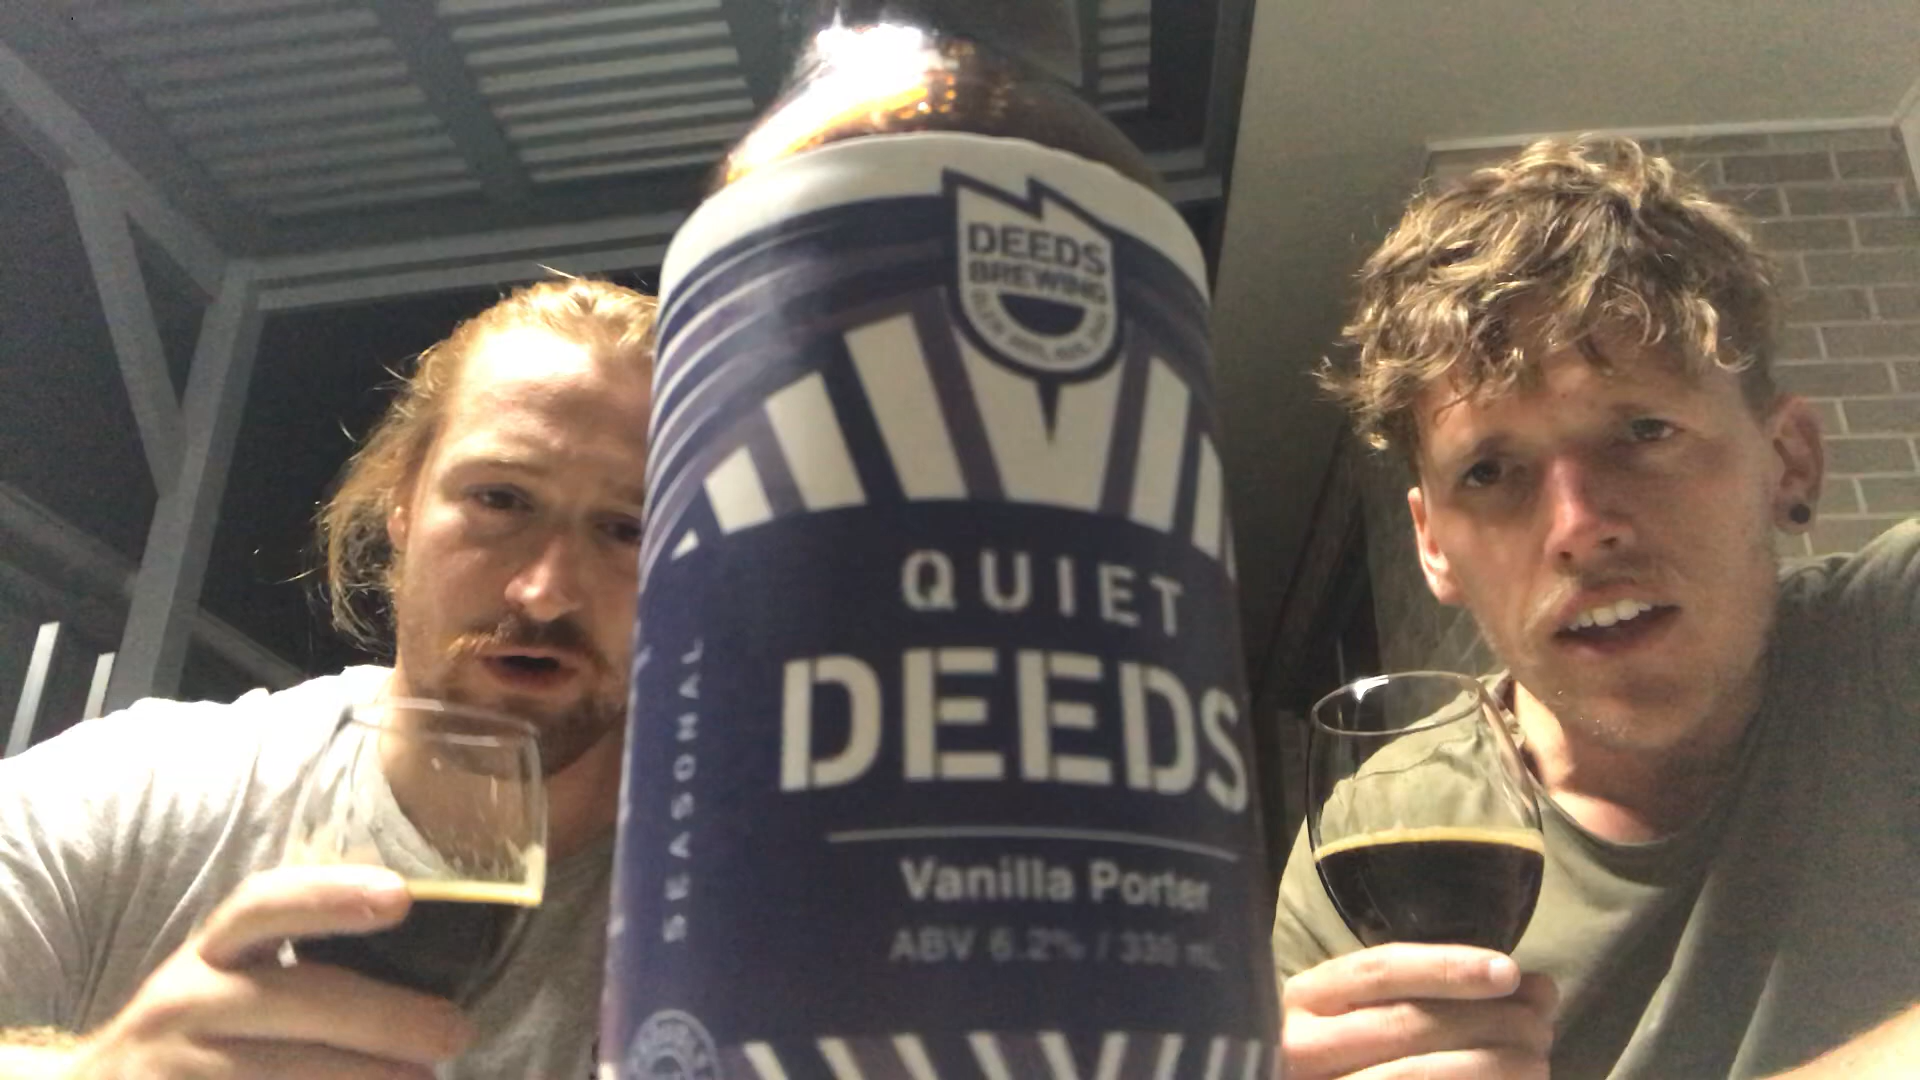 DEEDS
BREWING
QUIET
DEEDS
SEASONAL
Vanilla Porter
ABV 6.2% / 330 mL